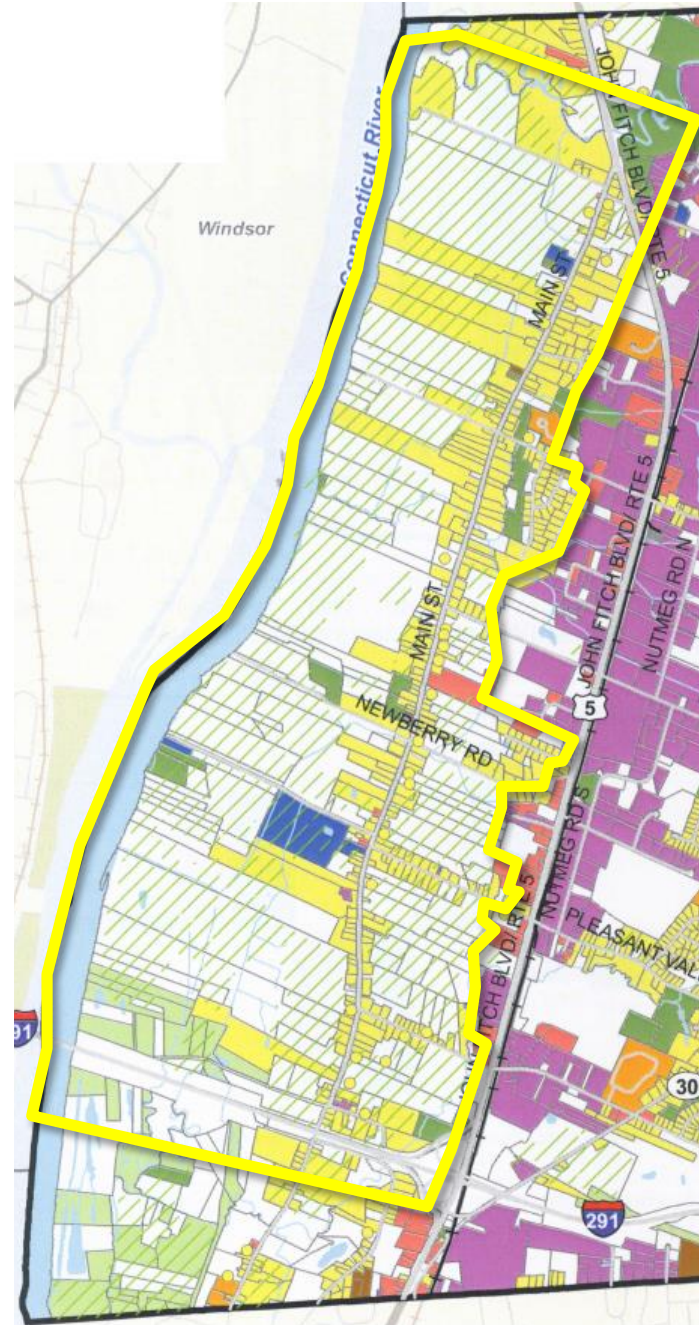 JOHN FITCH BLVD/ RTE 5
Connecticut River
Windsor
MAIN ST
JOHN FITCH BLVD/ RTE 5
NUTMEG RD N
MAIN ST
5
NEWBERRY RD
NUTMEG RD S
PLEASANT VAL
JOHN FITCH BLVD/ RTE 5
91
30
291